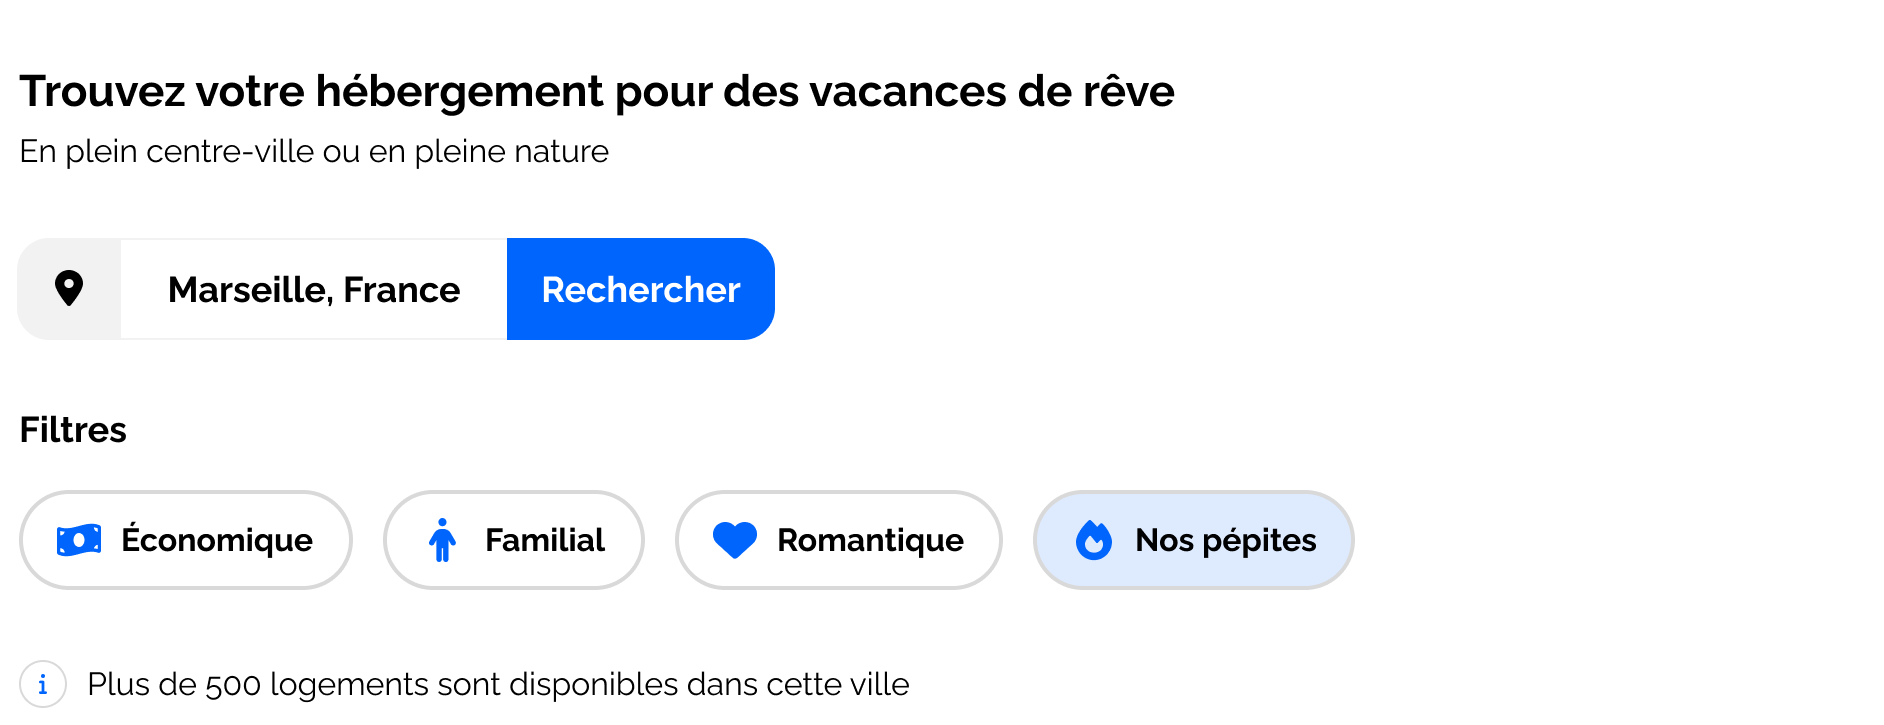 Trouvez votre hébergement pour des vacances de rêve
En plein centre-ville ou en pleine nature
Marseille, France Rechercher
Filtres
Économique Familial Romantique Nos pépites
Plus de 500 logements sont disponibles dans cette ville